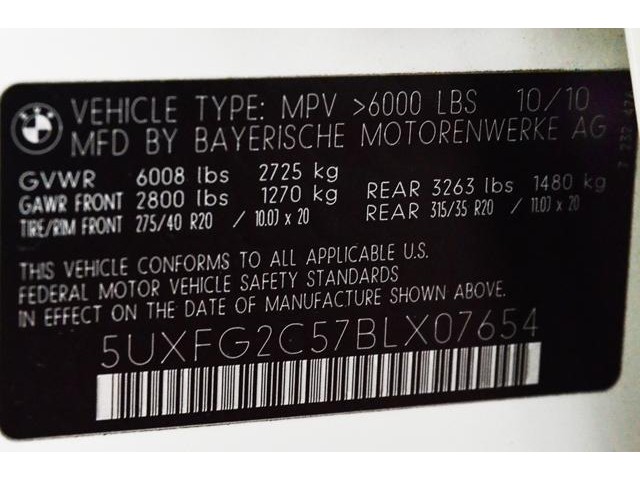 VEHICLE TYPE: MPV >6000 LBS 10/10
MFD BY BAYERISCHE MOTORENWERKE AG
GVWR 6008 lbs 2725 kg
GAWR FRONT 2800 lbs 1270 kg REAR 3263 lbs 1480 kg
TIRE/RIM FRONT 275/40 R20 / 10.0J x 20 REAR 315/35 R20 / 11.0J x 20
THIS VEHICLE CONFORMS TO ALL APPLICABLE U.S.
FEDERAL MOTOR VEHICLE SAFETY STANDARDS
IN EFFECT ON THE DATE OF MANUFACTURE SHOWN ABOVE.
5UXFG2C57BLX07654